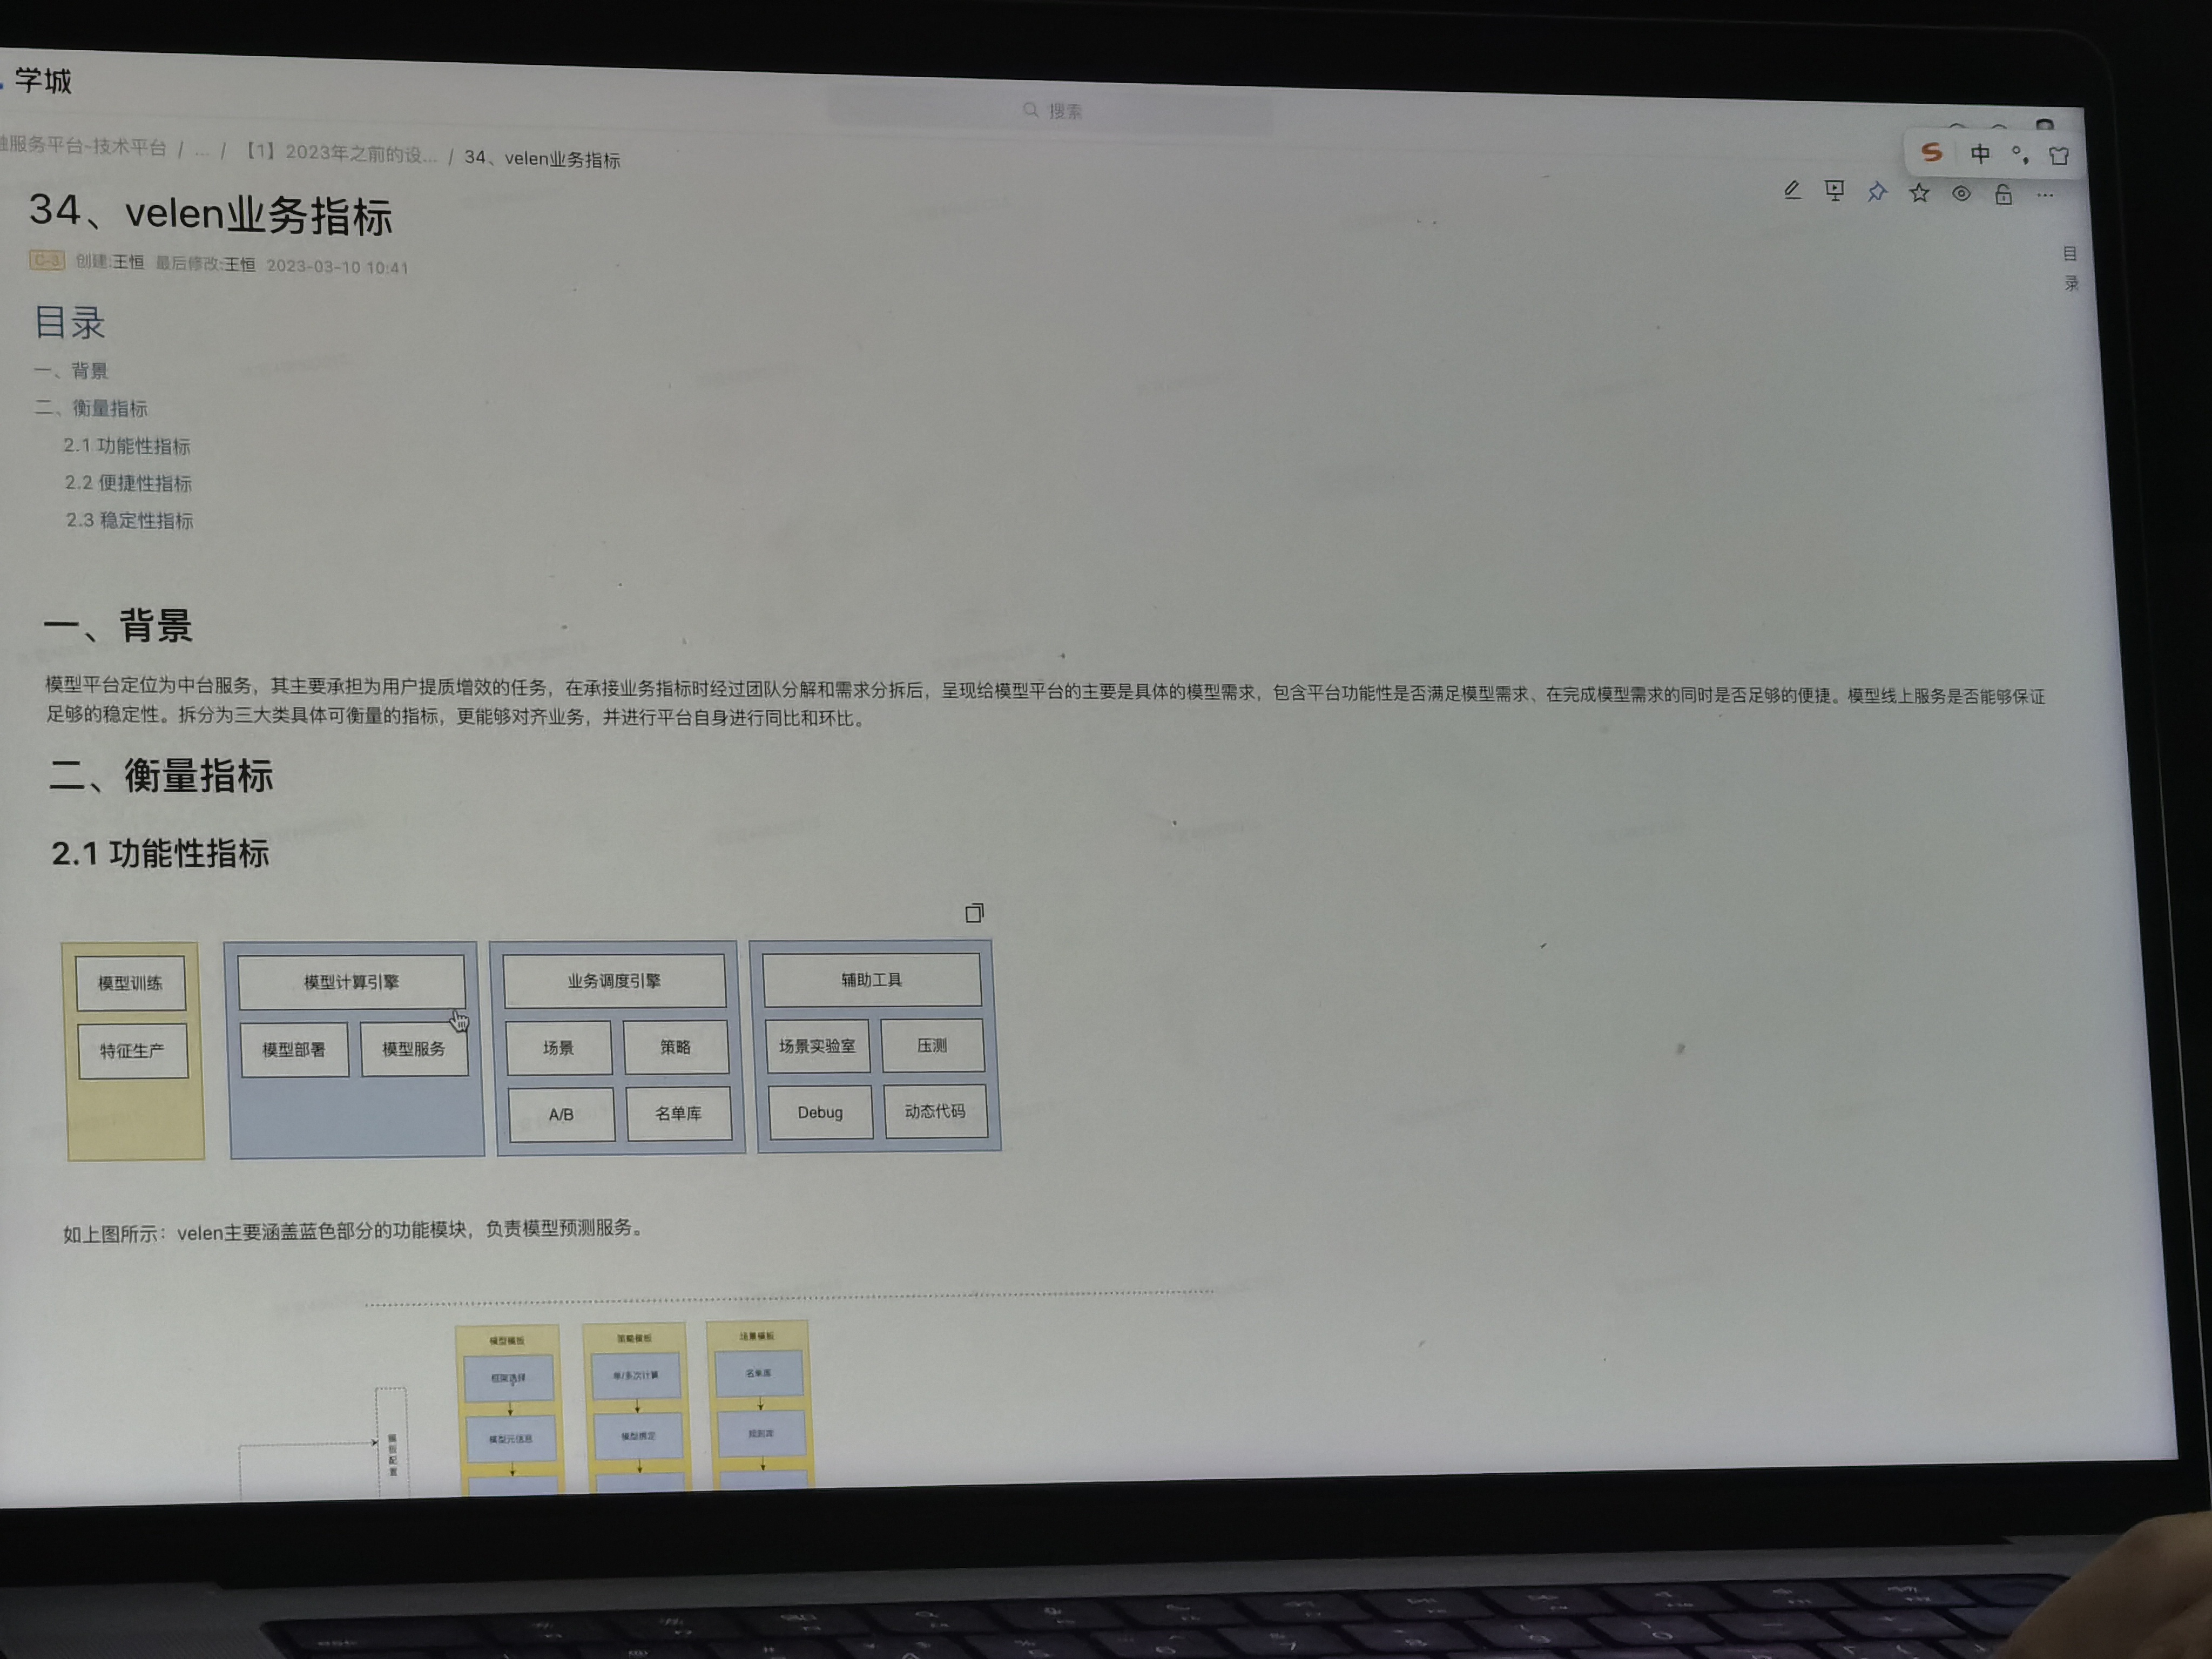 学城
搜索
服务平台-技术平台 / ... / 【1】2023年之前的设... / 34、velen业务指标
中
34、velen业务指标
C-3 创建:王恒 最后修改:王恒 2023-03-10 10:41
目录
目录
一、背景
二、衡量指标
2.1 功能性指标
2.2 便捷性指标
2.3 稳定性指标
一、背景
模型平台定位为中台服务，其主要承担为用户提质增效的任务，在承接业务指标时经过团队分解和需求分拆后，呈现给模型平台的主要是具体的模型需求，包含平台功能性是否满足模型需求、在完成模型需求的同时是否足够的便捷。模型线上服务是否能够保证
足够的稳定性。拆分为三大类具体可衡量的指标，更能够对齐业务，并进行平台自身进行同比和环比。
二、衡量指标
2.1 功能性指标
模型训练 模型计算引擎 业务调度引擎 辅助工具
特征生产 模型部署 模型服务 场景 策略 场景实验室 压测
A/B 名单库 Debug 动态代码
如上图所示：velen主要涵盖蓝色部分的功能模块，负责模型预测服务。
模型模板 策略模板 场景模板
框架选择 单/多次计算 名单库
模型元信息 模型绑定 规则库
模板配置